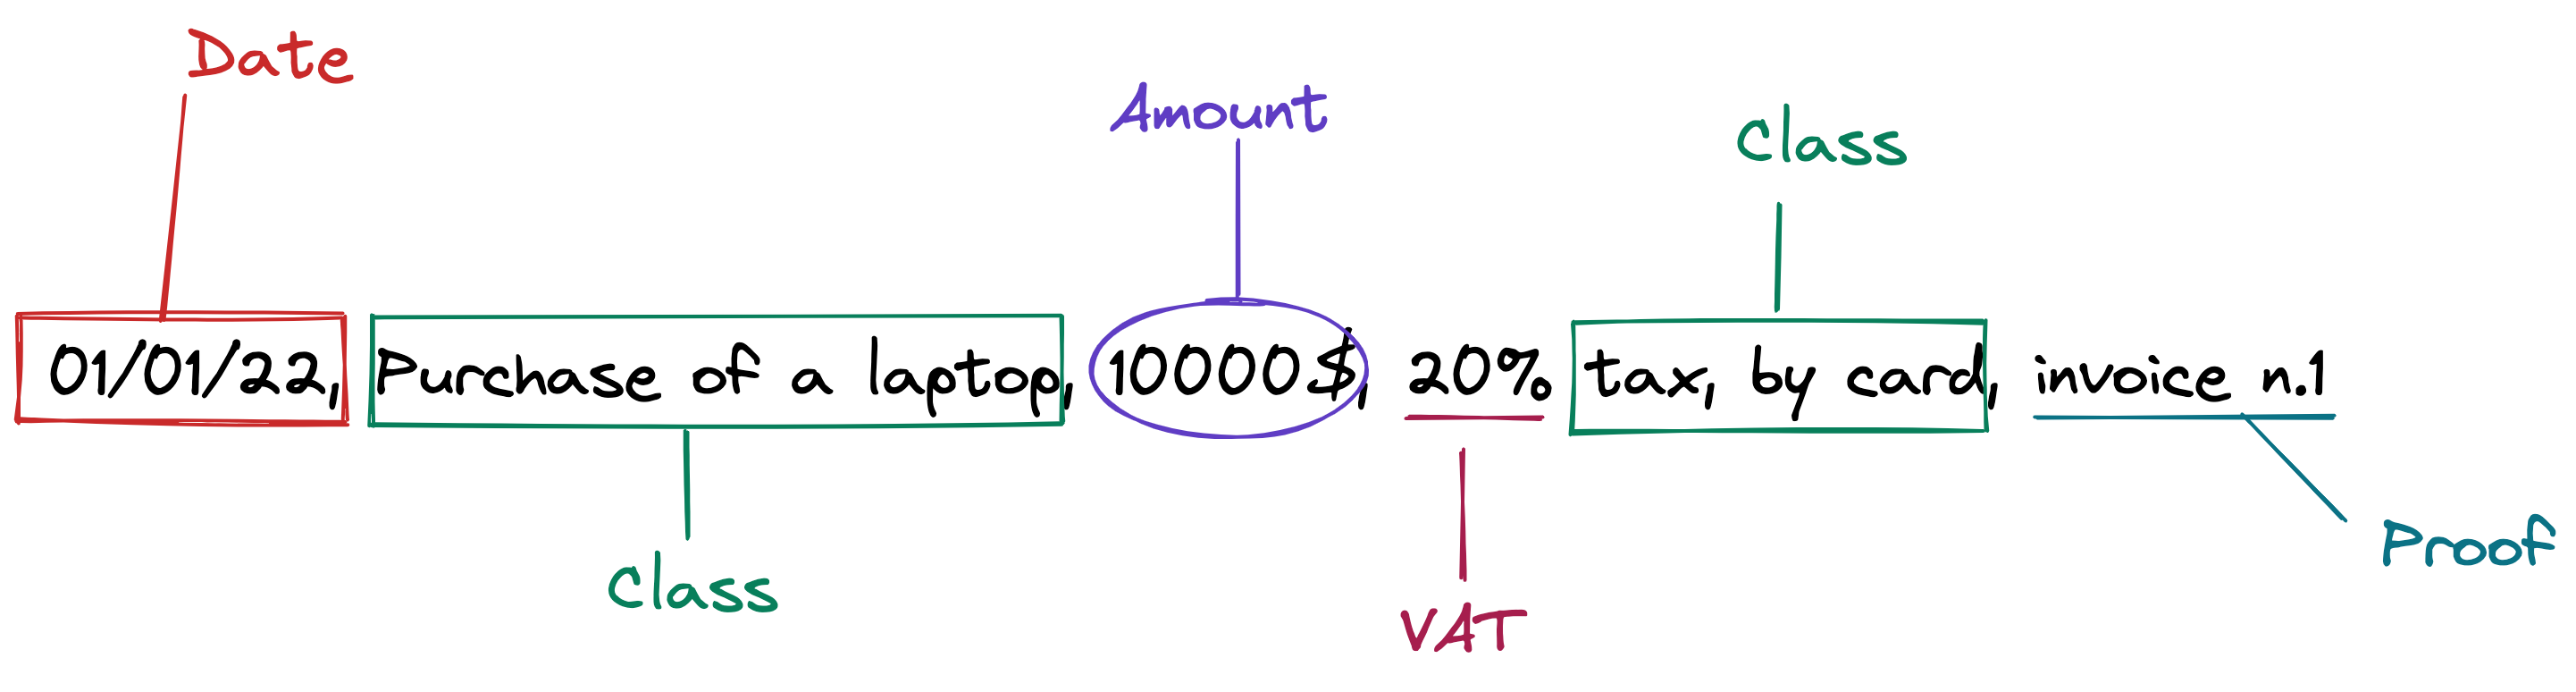 Date
Amount
Class
01/01/22, Purchase of a laptop, 10000$, 20% tax, by card, invoice n.1
Class
VAT
Proof